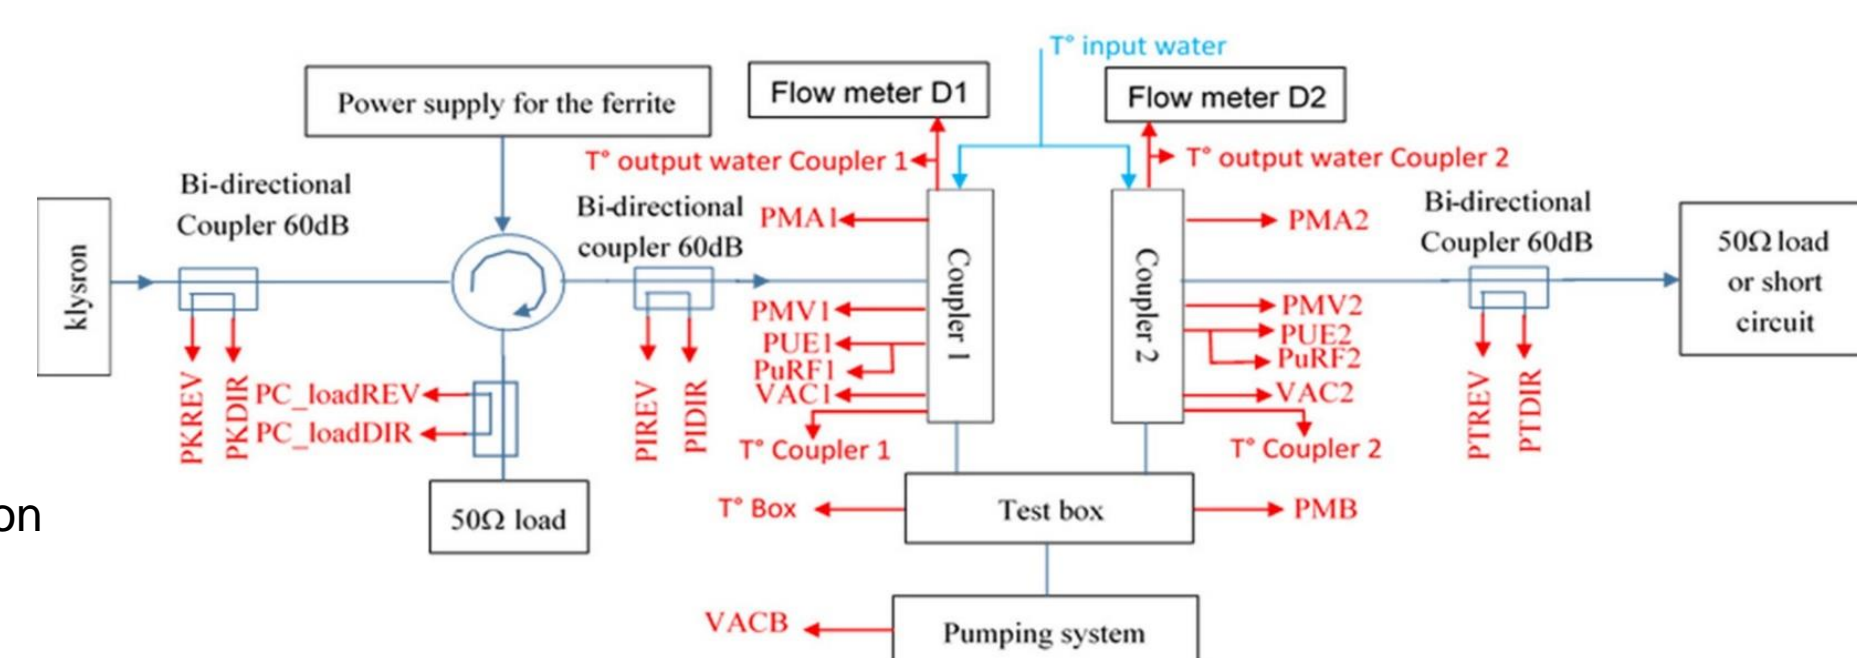 T° input water
Flow meter D1
Flow meter D2
Power supply for the ferrite
T° output water Coupler 1
T° output water Coupler 2
Bi-directional
Coupler 60dB
Bi-directional
coupler 60dB
Bi-directional
Coupler 60dB
klysron
PMA1
Coupler 1
Coupler 2
PMA2
50Ω load
or short
circuit
PMV1
PUE1
PuRF1
VAC1
T° Coupler 1
PMV2
PUE2
PuRF2
VAC2
T° Coupler 2
PKREV
PKDIR
PC_loadREV
PC_loadDIR
PIREV
PIDIR
PTREV
PTDIR
50Ω load
on
T° Box
Test box
PMB
VACB
Pumping system